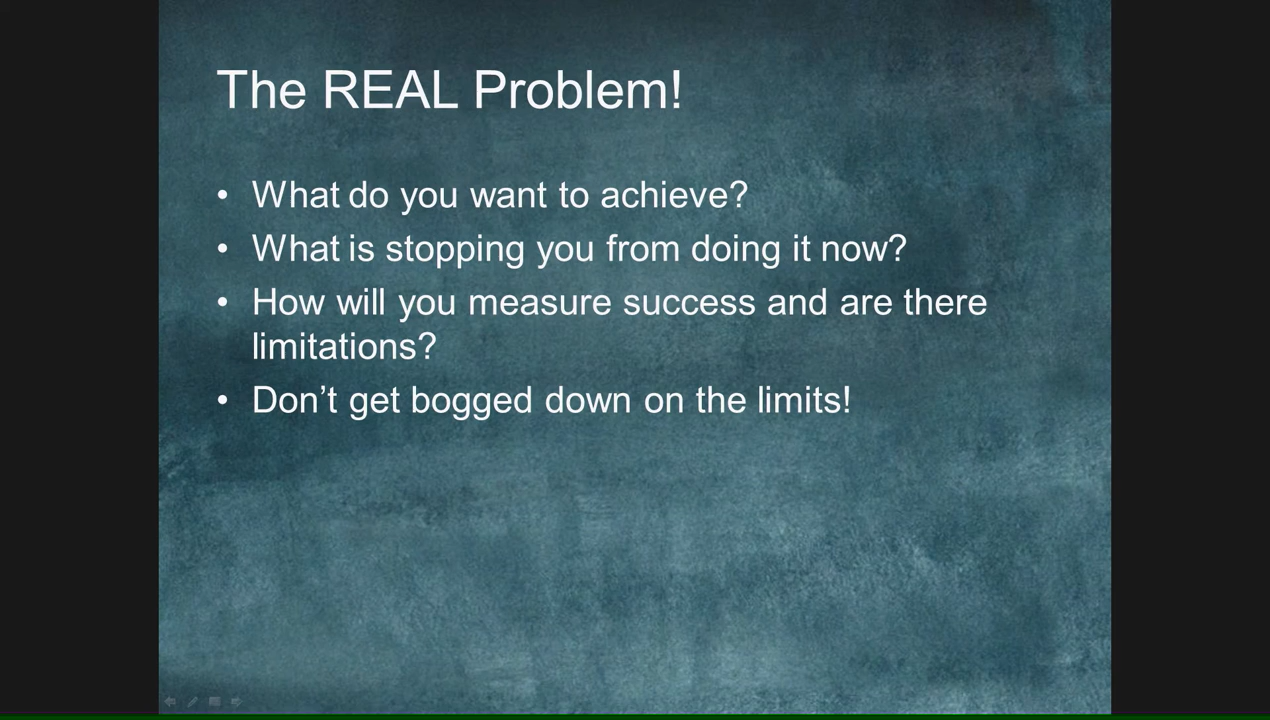 The REAL Problem!
• What do you want to achieve?
• What is stopping you from doing it now?
• How will you measure success and are there
limitations?
• Don’t get bogged down on the limits!